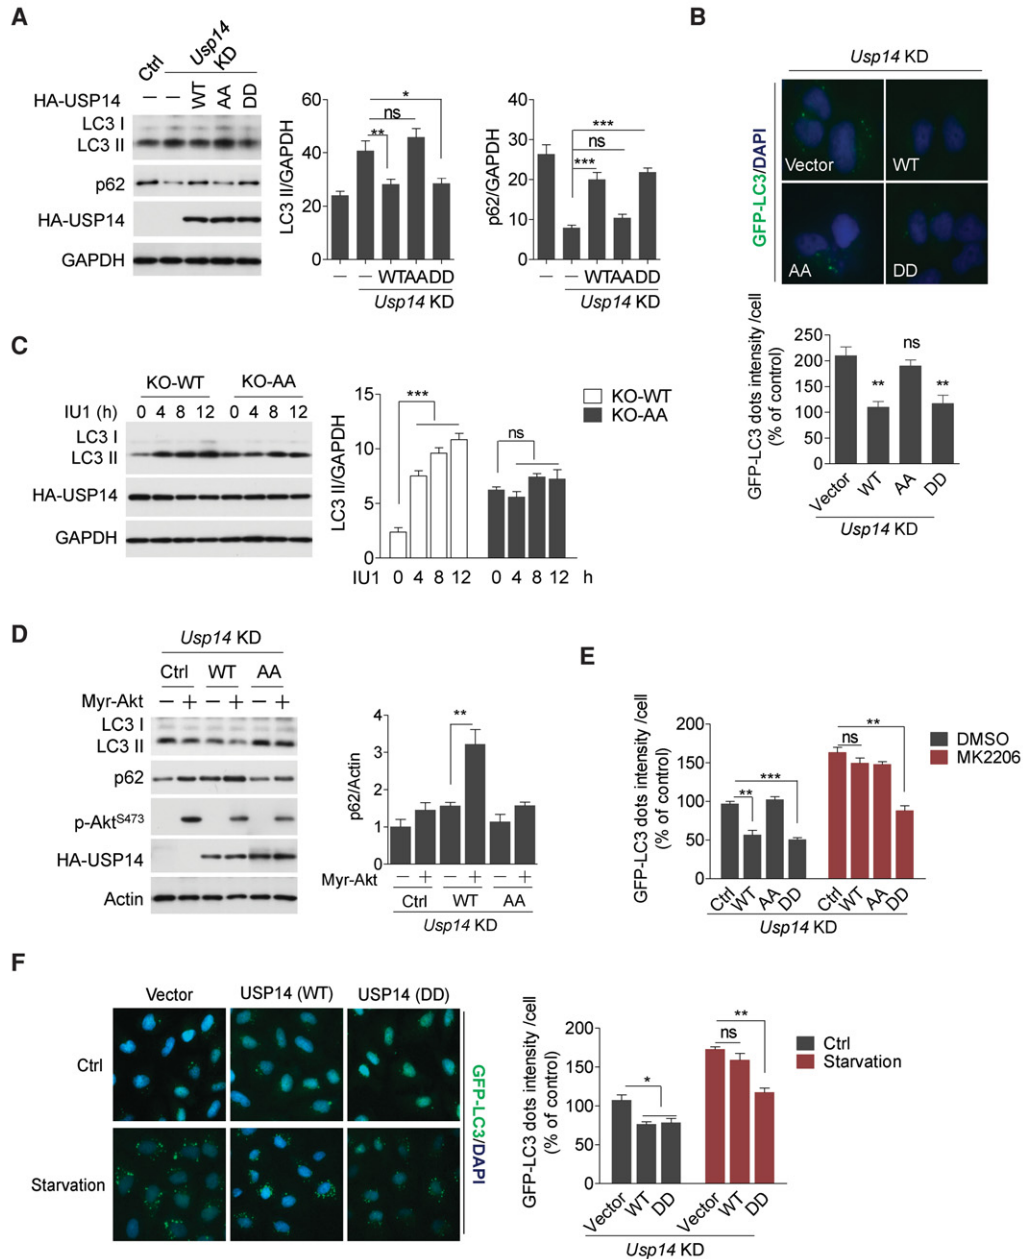 A
Ctrl
Usp14
KD
HA-USP14 — — WT AA DD
LC3 I
LC3 II
p62
HA-USP14
GAPDH
LC3 II/GAPDH
60
40
20
0
*
ns
**
— — WT AA DD
Usp14 KD
p62/GAPDH
40
30
20
10
0
***
ns
***
— — WT AA DD
Usp14 KD
B
Usp14 KD
GFP-LC3/DAPI
Vector WT
AA DD
GFP-LC3 dots intensity /cell
(% of control)
250
200
150
100
50
0
** ns **
Vector WT AA DD
Usp14 KD
C
KO-WT KO-AA
IU1 (h) 0 4 8 12 0 4 8 12
LC3 I
LC3 II
HA-USP14
GAPDH
LC3 II/GAPDH
15
10
5
0
***
ns
KO-WT
KO-AA
IU1 0 4 8 12 0 4 8 12 h
D
Usp14 KD
Ctrl WT AA
Myr-Akt — + — + — +
LC3 I
LC3 II
p62
p-AktS473
HA-USP14
Actin
p62/Actin
4
3
2
1
0
**
Myr-Akt — + — + — +
Ctrl WT AA
Usp14 KD
E
GFP-LC3 dots intensity /cell
(% of control)
200
150
100
50
0
** ***
ns **
DMSO
MK2206
Ctrl WT AA DD Ctrl WT AA DD
Usp14 KD
F
Vector USP14 (WT) USP14 (DD)
Ctrl
Starvation
GFP-LC3/DAPI
GFP-LC3 dots intensity /cell
(% of control)
200
150
100
50
0
*
ns
**
Ctrl
Starvation
Vector WT DD Vector WT DD
Usp14 KD